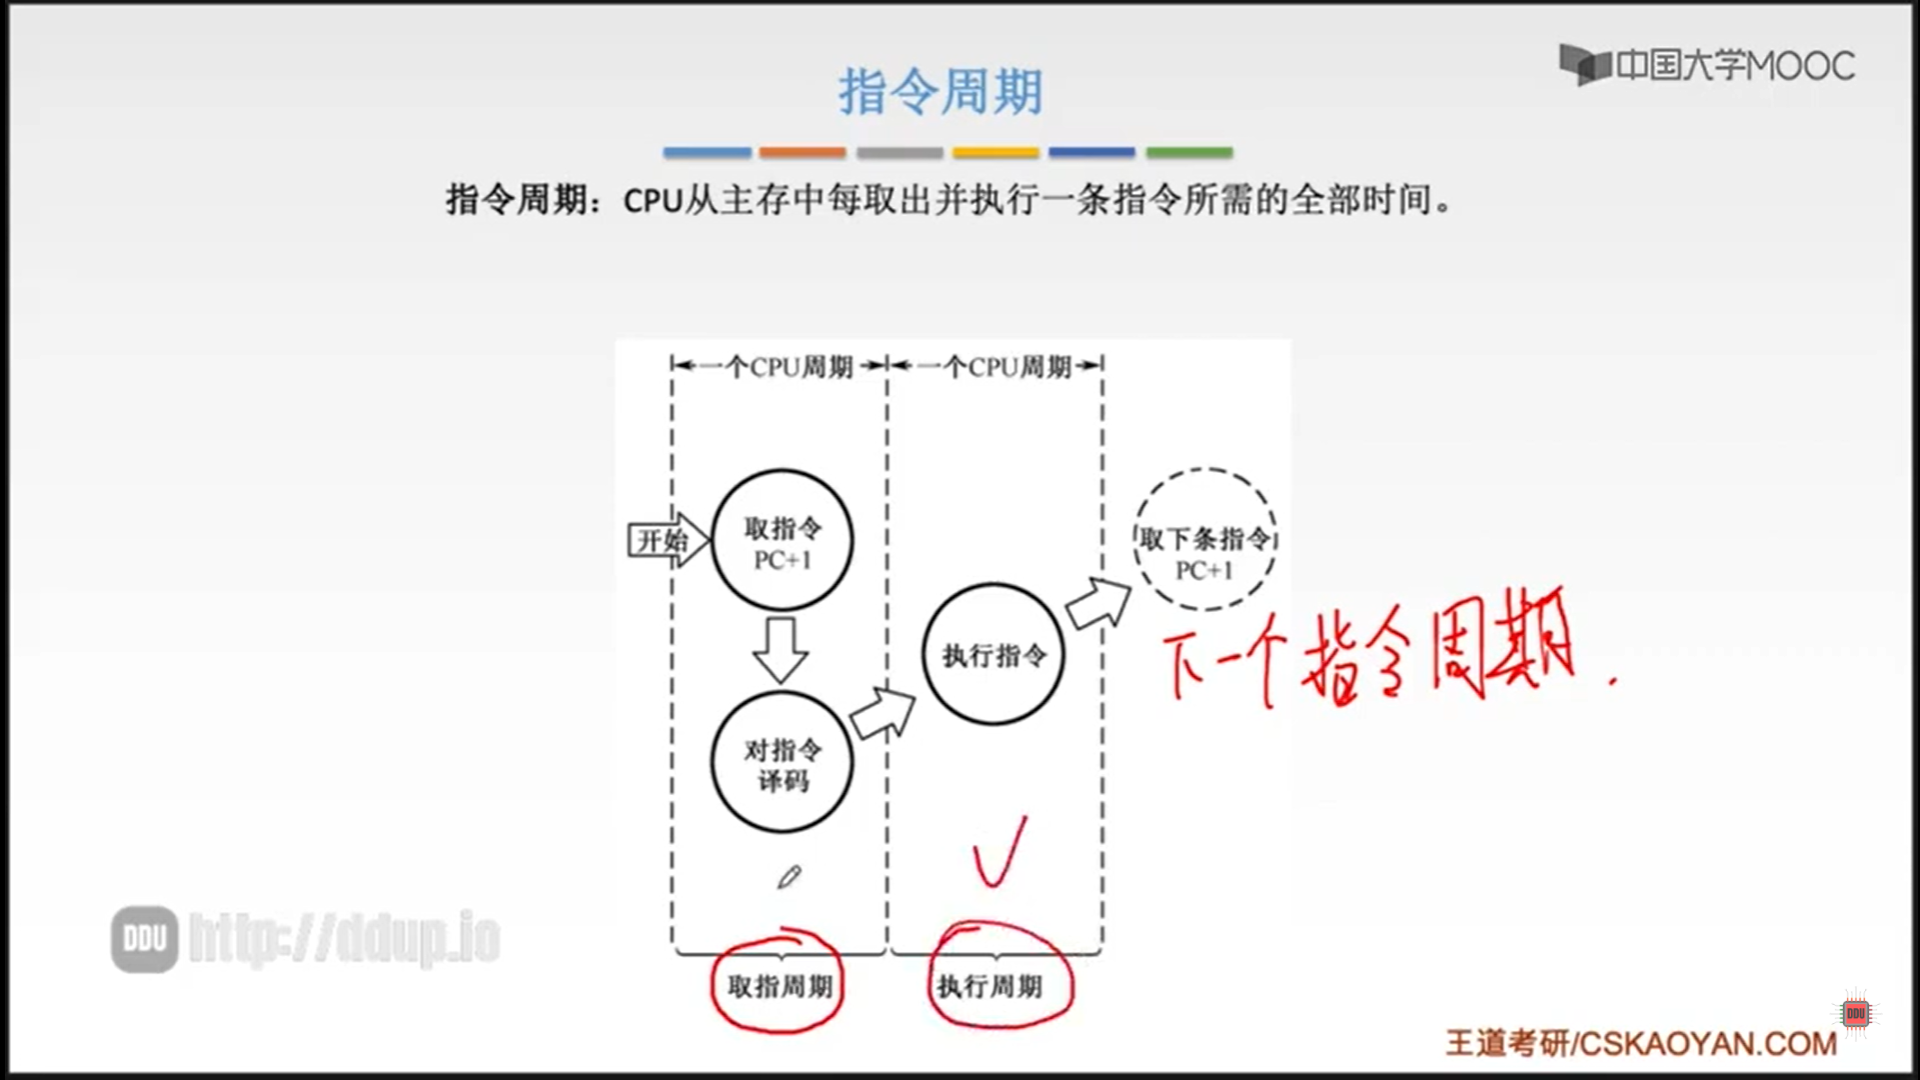 中国大学MOOC
指令周期
指令周期：CPU从主存中每取出并执行一条指令所需的全部时间。
一个CPU周期
一个CPU周期
开始
取指令
PC+1
取下条指令
PC+1
下一个指令周期.
执行指令
对指令
译码
DDU http://ddup.io
取指周期
执行周期
DDU
王道考研/CSKAOYAN.COM